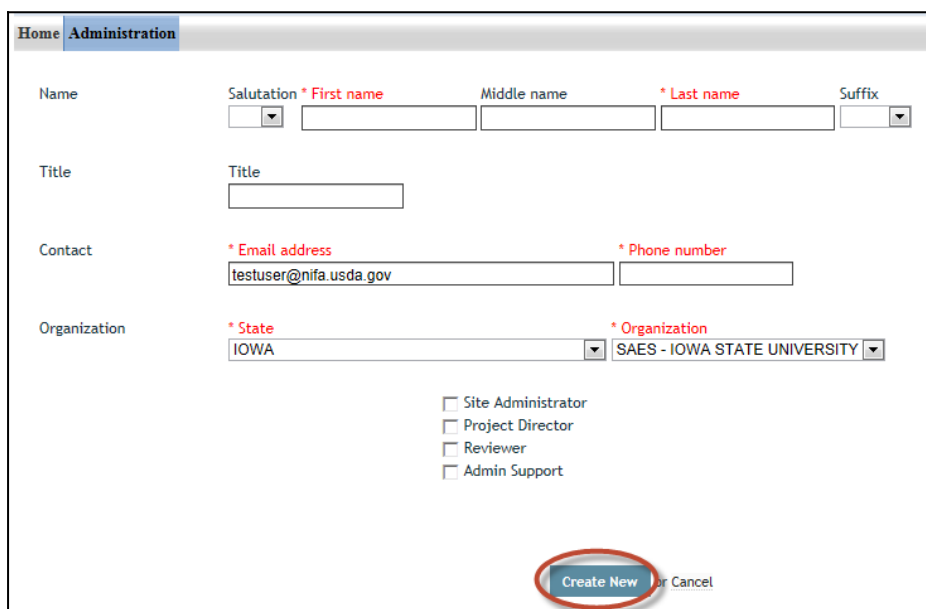 Home Administration
Name Salutation * First name Middle name * Last name Suffix
Title Title
Contact * Email address * Phone number
testuser@nifa.usda.gov
Organization * State * Organization
IOWA SAES - IOWA STATE UNIVERSITY
Site Administrator
Project Director
Reviewer
Admin Support
Create New or Cancel